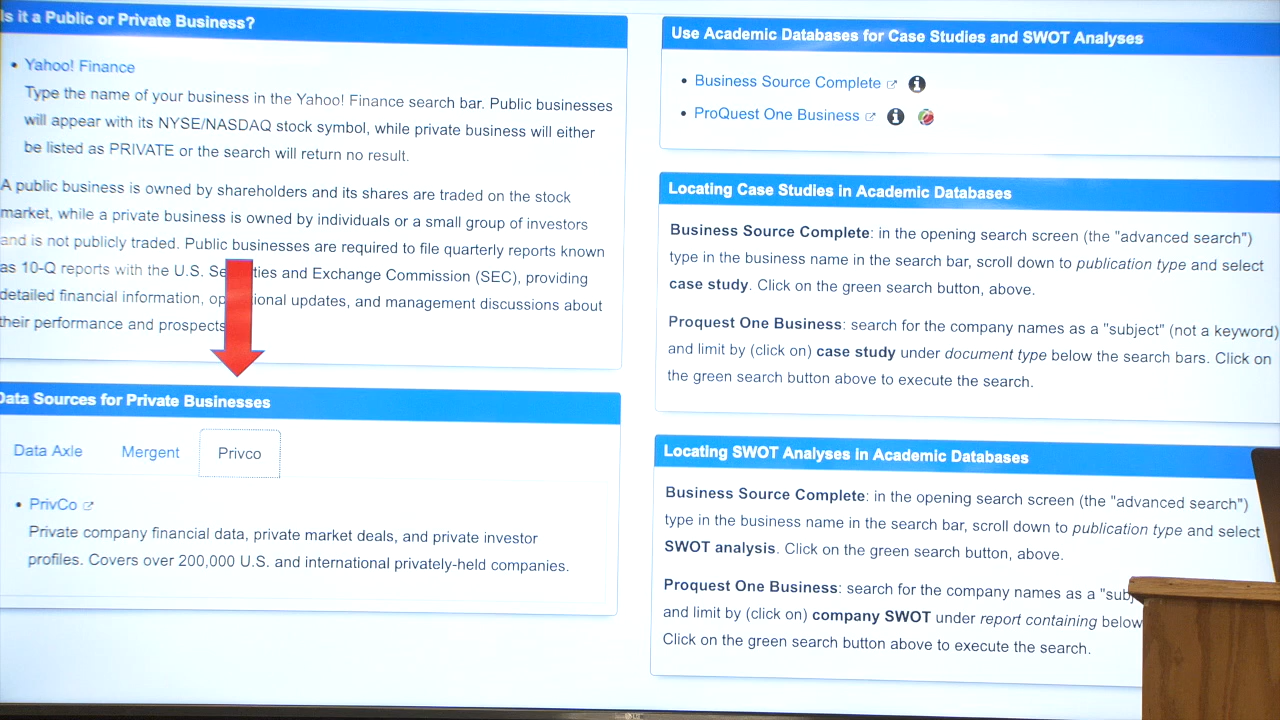 Is it a Public or Private Business?
Yahoo! Finance
Type the name of your business in the Yahoo! Finance search bar. Public businesses
will appear with its NYSE/NASDAQ stock symbol, while private business will either
be listed as PRIVATE or the search will return no result.
A public business is owned by shareholders and its shares are traded on the stock
market, while a private business is owned by individuals or a small group of investors
and is not publicly traded. Public businesses are required to file quarterly reports known
as 10-Q reports with the U.S. Se ties and Exchange Commission (SEC), providing
detailed financial information, op ional updates, and management discussions about
their performance and prospects
Data Sources for Private Businesses
Data Axle Mergent Privco
PrivCo
Private company financial data, private market deals, and private investor
profiles. Covers over 200,000 U.S. and international privately-held companies.
Use Academic Databases for Case Studies and SWOT Analyses
Business Source Complete
ProQuest One Business
Locating Case Studies in Academic Databases
Business Source Complete: in the opening search screen (the "advanced search")
type in the business name in the search bar, scroll down to publication type and select
case study. Click on the green search button, above.
Proquest One Business: search for the company names as a "subject" (not a keyword)
and limit by (click on) case study under document type below the search bars. Click on
the green search button above to execute the search.
Locating SWOT Analyses in Academic Databases
Business Source Complete: in the opening search screen (the "advanced search")
type in the business name in the search bar, scroll down to publication type and select
SWOT analysis. Click on the green search button, above.
Proquest One Business: search for the company names as a "subj
and limit by (click on) company SWOT under report containing below
Click on the green search button above to execute the search.